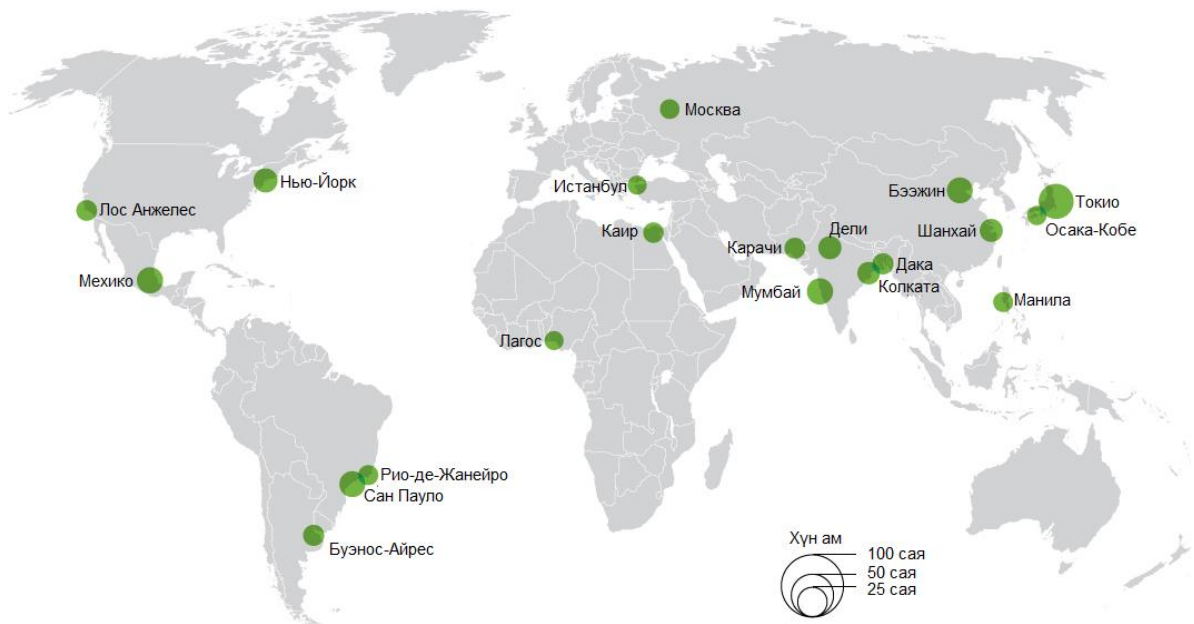 Москва
Нью-Йорк
Истанбул
Бээжин
Токио
Лос Анжелес
Каир
Карачи
Дели
Шанхай
Осака-Кобе
Дака
Мехико
Мумбай
Колката
Манила
Лагос
Рио-де-Жанейро
Сан Пауло
Буэнос-Айрес
Хүн ам
100 сая
50 сая
25 сая